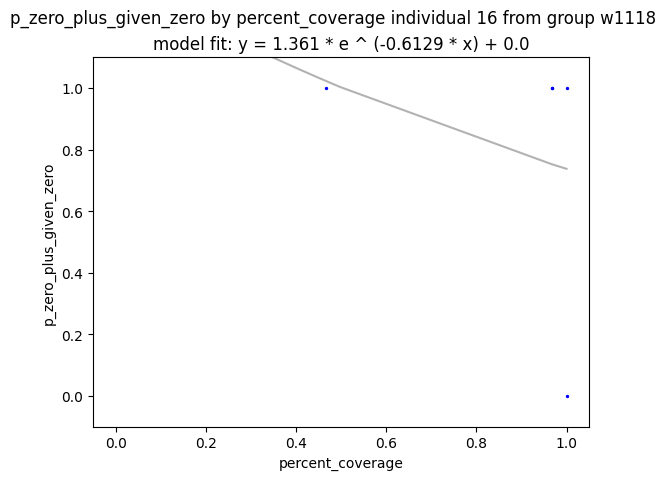 p_zero_plus_given_zero by percent_coverage individual 16 from group w1118
model fit: y = 1.361 * e ^ (-0.6129 * x) + 0.0
1.0
0.8
0.6
0.4
0.2
0.0
p_zero_plus_given_zero
0.0 0.2 0.4 0.6 0.8 1.0
percent_coverage